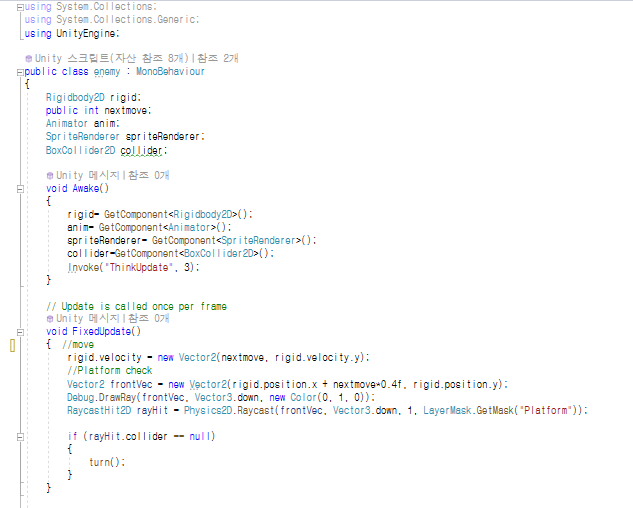 using System.Collections;
using System.Collections.Generic;
using UnityEngine;
Unity 스크립트(자산 참조 8개)|참조 2개
public class enemy : MonoBehaviour
{
Rigidbody2D rigid;
public int nextmove;
Animator anim;
SpriteRenderer spriteRenderer;
BoxCollider2D collider;
Unity 메시지|참조 0개
void Awake()
{
rigid= GetComponent<Rigidbody2D>();
anim= GetComponent<Animator>();
spriteRenderer= GetComponent<SpriteRenderer>();
collider=GetComponent<BoxCollider2D>();
Invoke("ThinkUpdate", 3);
}
// Update is called once per frame
Unity 메시지|참조 0개
void FixedUpdate()
{ //move
rigid.velocity = new Vector2(nextmove, rigid.velocity.y);
//Platform check
Vector2 frontVec = new Vector2(rigid.position.x + nextmove*0.4f, rigid.position.y);
Debug.DrawRay(frontVec, Vector3.down, new Color(0, 1, 0));
RaycastHit2D rayHit = Physics2D.Raycast(frontVec, Vector3.down, 1, LayerMask.GetMask("Platform"));
if (rayHit.collider == null)
{
turn();
}
}